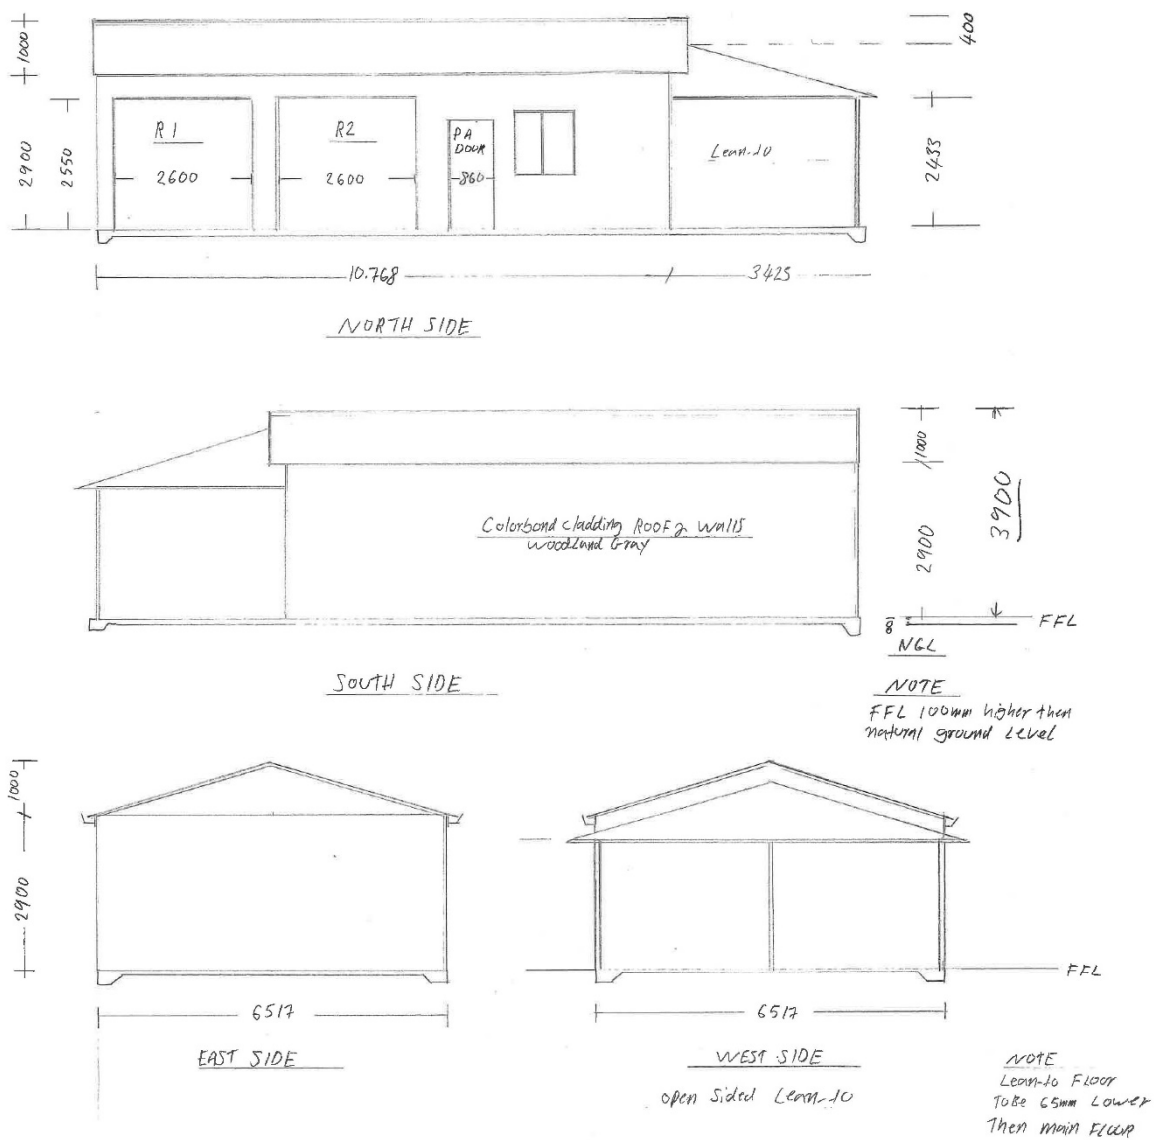 1000
400
R1
R2
PA
DOOR
Lean-to
2900
2550
2600
2600
860
2433
10.768
3425
NORTH SIDE
1000
3900
Colorbond cladding ROOF & Walls
Woodland Gray
2900
FFL
NGL
SOUTH SIDE
NOTE
FFL 100mm higher then
natural ground Level
1000
2900
FFL
6517
6517
EAST SIDE
WEST SIDE
open Sided Lean-to
NOTE
Lean-to FLOOR
ToBe 65mm Lower
Then main FLOOR